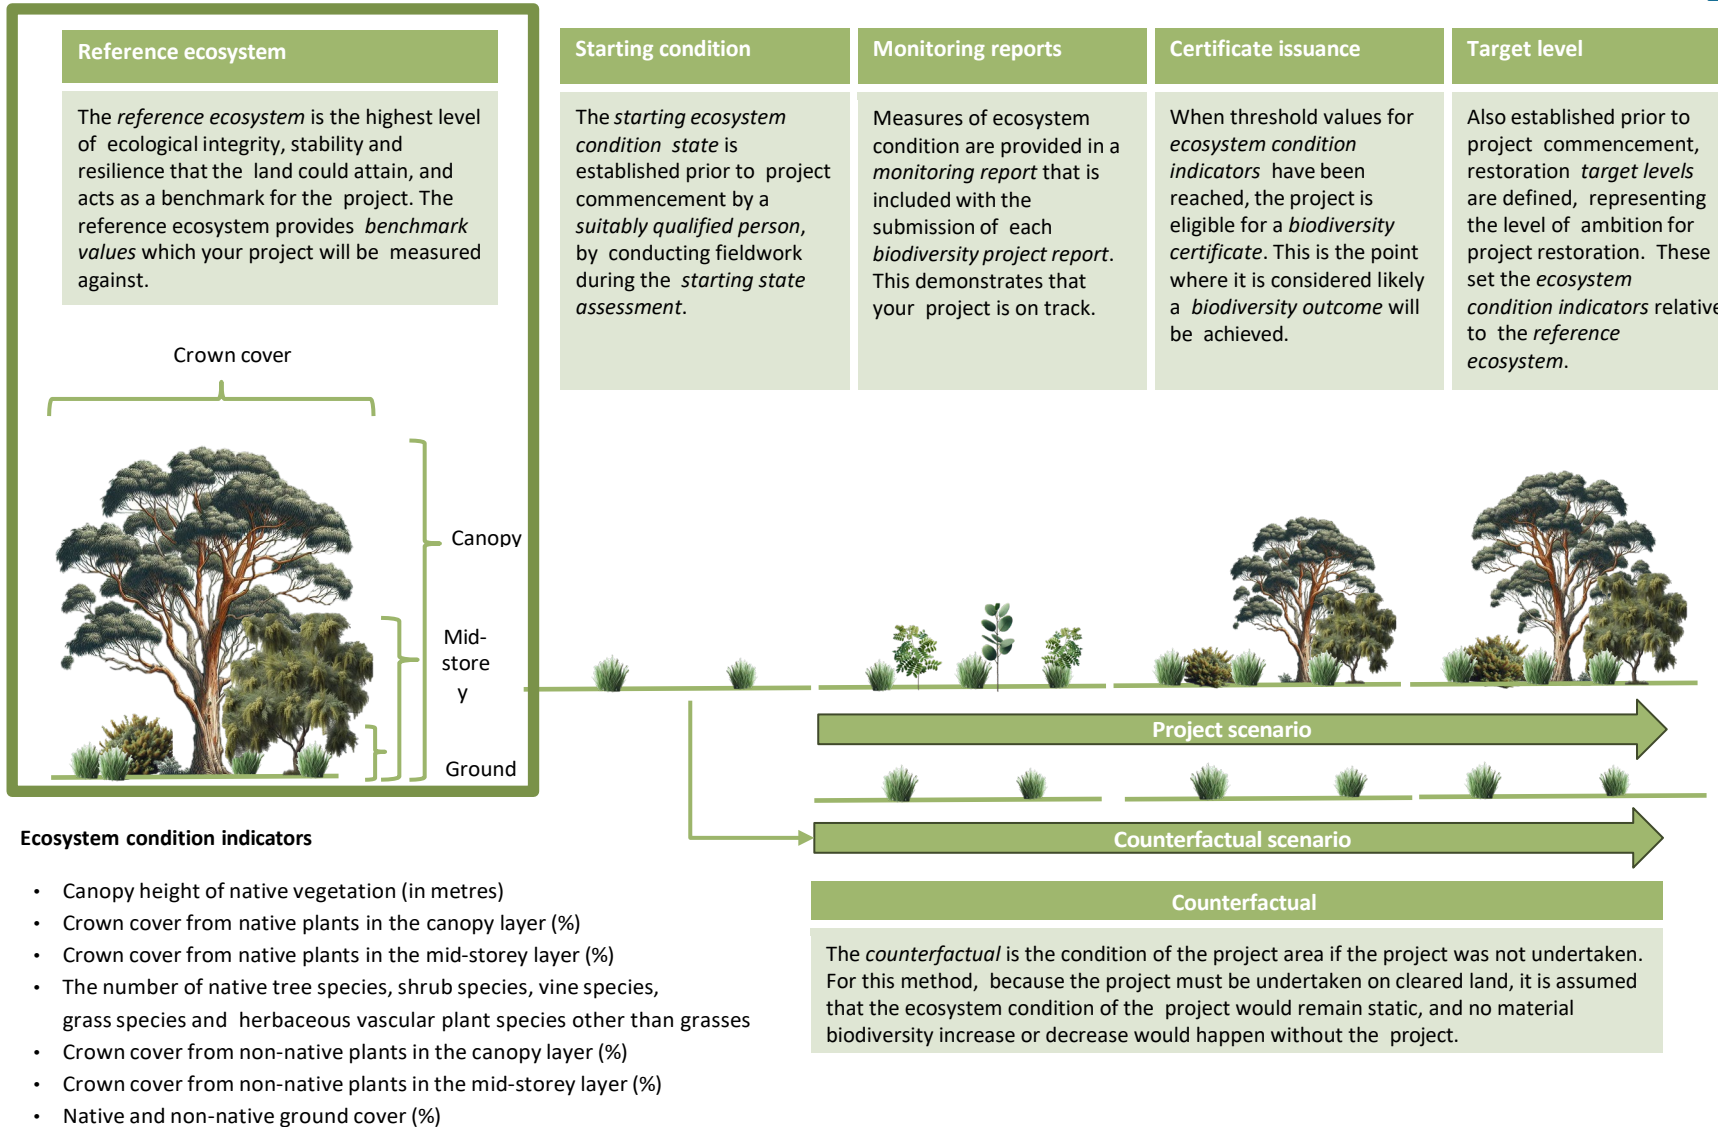 Reference ecosystem
The reference ecosystem is the highest level
of ecological integrity, stability and
resilience that the land could attain, and
acts as a benchmark for the project. The
reference ecosystem provides benchmark
values which your project will be measured
against.
Crown cover
Canopy
Mid-
store
y
Ground
Starting condition
The starting ecosystem
condition state is
established prior to project
commencement by a
suitably qualified person,
by conducting fieldwork
during the starting state
assessment.
Monitoring reports
Measures of ecosystem
condition are provided in a
monitoring report that is
included with the
submission of each
biodiversity project report.
This demonstrates that
your project is on track.
Certificate issuance
When threshold values for
ecosystem condition
indicators have been
reached, the project is
eligible for a biodiversity
certificate. This is the point
where it is considered likely
a biodiversity outcome will
be achieved.
Target level
Also established prior to
project commencement,
restoration target levels
are defined, representing
the level of ambition for
project restoration. These
set the ecosystem
condition indicators relative
to the reference
ecosystem.
Project scenario
Counterfactual scenario
Ecosystem condition indicators
• Canopy height of native vegetation (in metres)
• Crown cover from native plants in the canopy layer (%)
• Crown cover from native plants in the mid-storey layer (%)
• The number of native tree species, shrub species, vine species,
grass species and herbaceous vascular plant species other than grasses
• Crown cover from non-native plants in the canopy layer (%)
• Crown cover from non-native plants in the mid-storey layer (%)
• Native and non-native ground cover (%)
Counterfactual
The counterfactual is the condition of the project area if the project was not undertaken.
For this method, because the project must be undertaken on cleared land, it is assumed
that the ecosystem condition of the project would remain static, and no material
biodiversity increase or decrease would happen without the project.